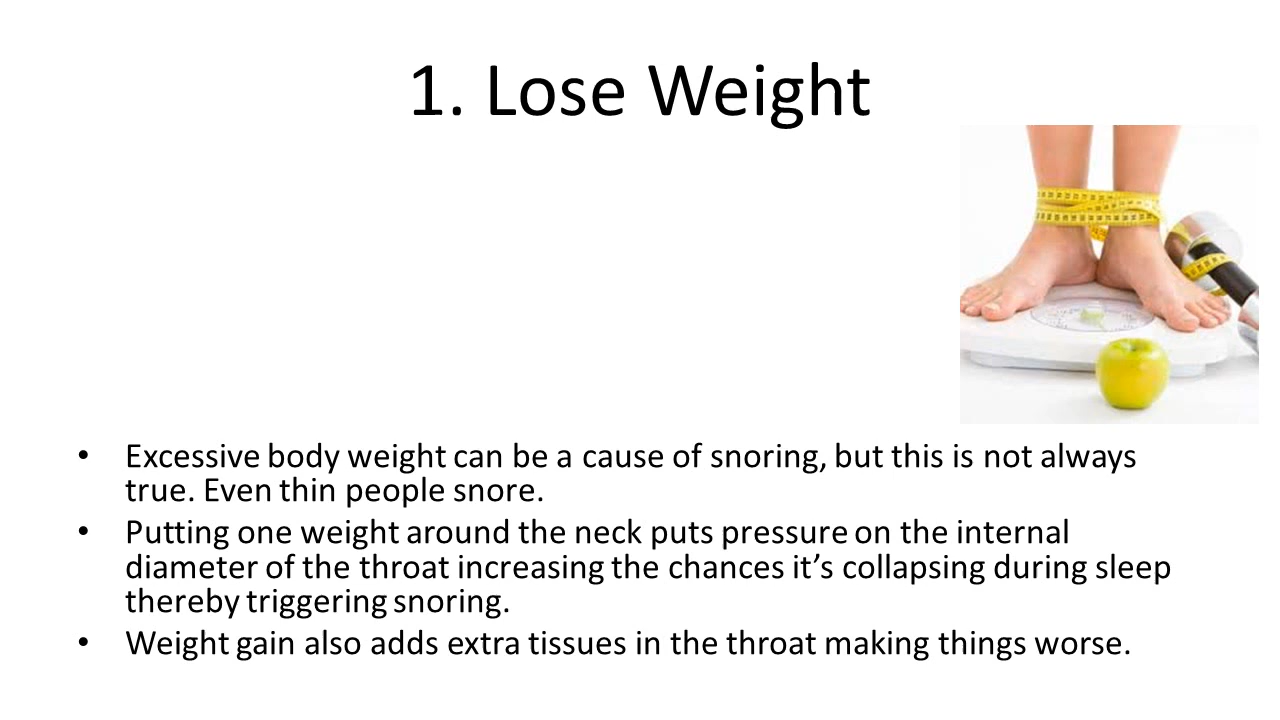 1. Lose Weight
• Excessive body weight can be a cause of snoring, but this is not always
true. Even thin people snore.
• Putting one weight around the neck puts pressure on the internal
diameter of the throat increasing the chances it’s collapsing during sleep
thereby triggering snoring.
• Weight gain also adds extra tissues in the throat making things worse.